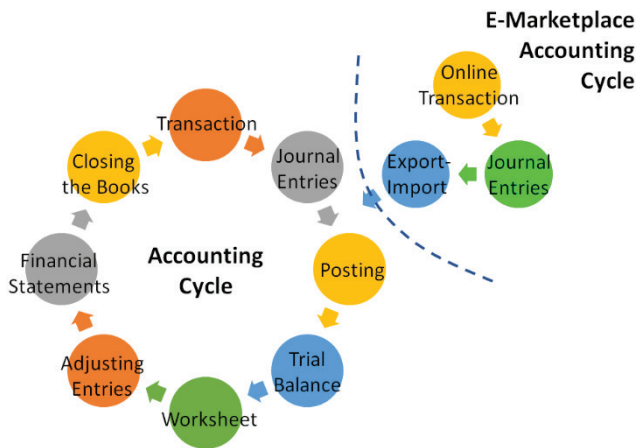 E-Marketplace
Accounting
Cycle
Online
Transaction
Journal
Entries
Export-
Import
Transaction
Journal
Entries
Posting
Trial
Balance
Worksheet
Adjusting
Entries
Financial
Statements
Closing
the Books
Accounting
Cycle